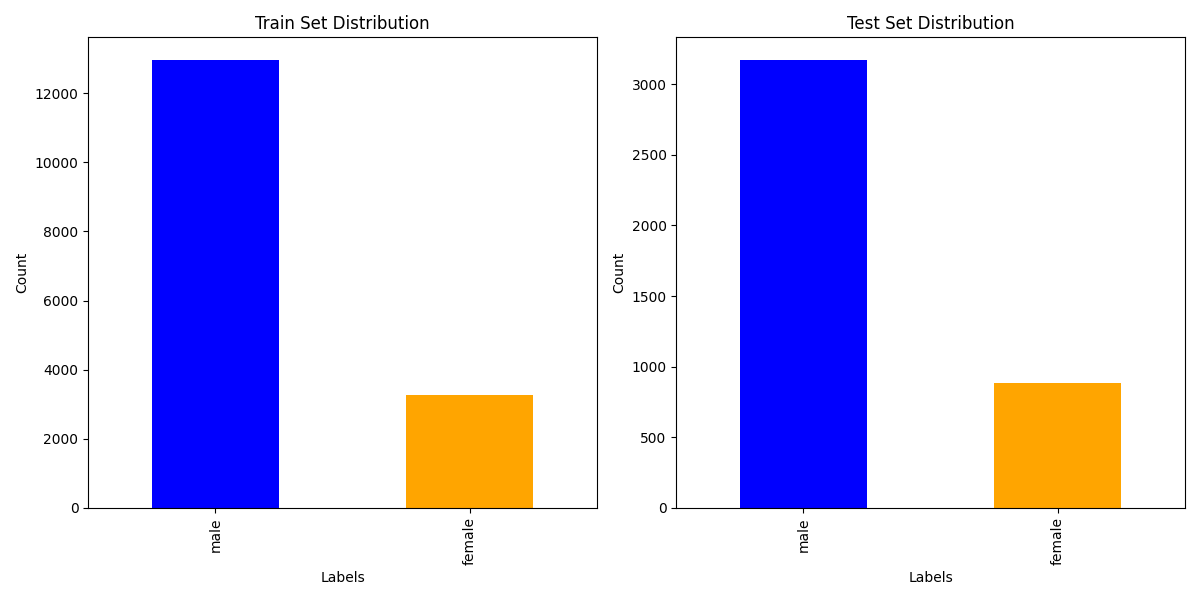 Train Set Distribution
12000
10000
8000
6000
4000
2000
0
Count
male
female
Labels
Test Set Distribution
3000
2500
2000
1500
1000
500
0
Count
male
female
Labels